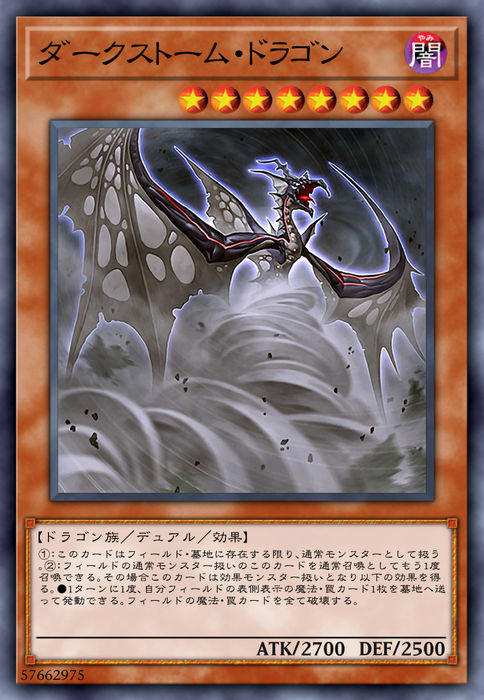 ダークストーム・ドラゴン
やみ
闇
【ドラゴン族／デュアル／効果】
①:このカードはフィールド・墓地に存在する限り、通常モンスターとして扱う
。②:フィールドの通常モンスター扱いのこのカードを通常召喚としてもう1度
召喚できる。その場合このカードは効果モンスター扱いとなり以下の効果を得
る。●1ターンに1度、自分フィールドの表側表示の魔法・罠カード1枚を墓地へ送
って発動できる。フィールドの魔法・罠カードを全て破壊する。
ATK/2700 DEF/2500
57662975